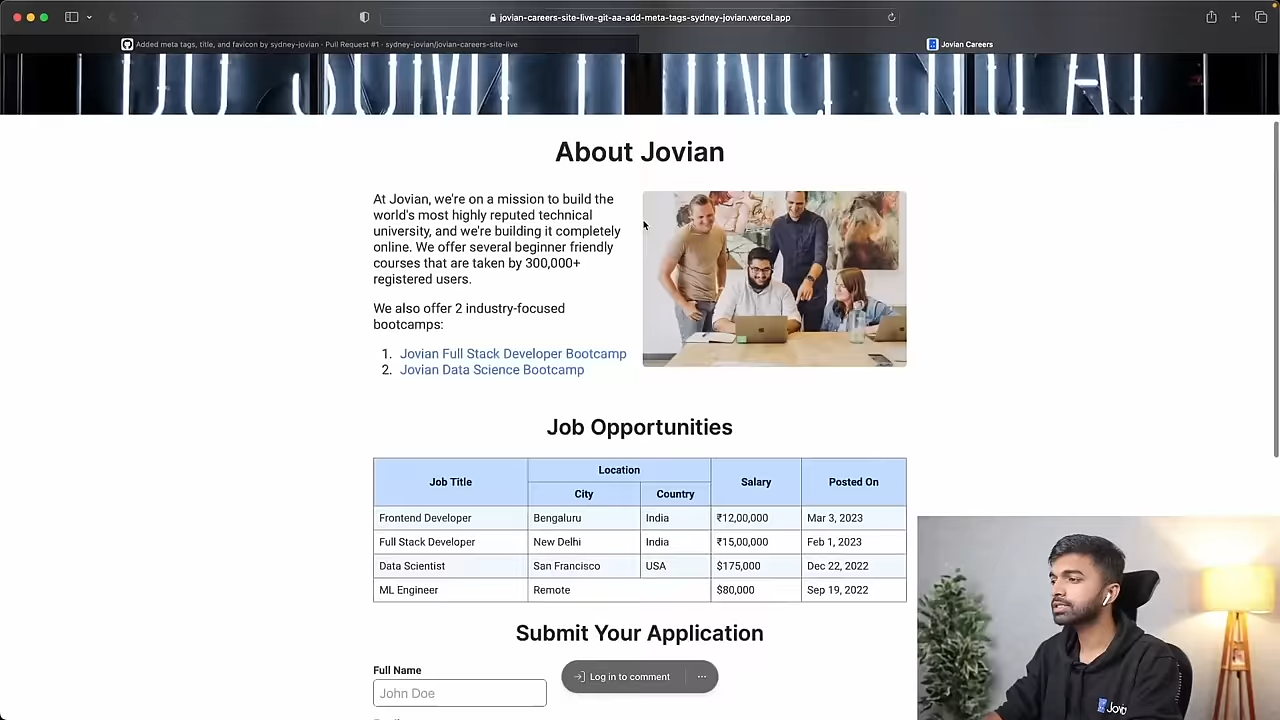 jovian-careers-site-live-git-aa-add-meta-tags-sydney-jovian.vercel.app
Added meta tags, title, and favicon by sydney-jovian · Pull Request #1 · sydney-jovian/jovian-careers-site-live
Jovian Careers
About Jovian
At Jovian, we're on a mission to build the
world's most highly reputed technical
university, and we're building it completely
online. We offer several beginner friendly
courses that are taken by 300,000+
registered users.
We also offer 2 industry-focused
bootcamps:
1. Jovian Full Stack Developer Bootcamp
2. Jovian Data Science Bootcamp
Job Opportunities
Job Title Location Salary Posted On
City Country
Frontend Developer Bengaluru India ₹12,00,000 Mar 3, 2023
Full Stack Developer New Delhi India ₹15,00,000 Feb 1, 2023
Data Scientist San Francisco USA $175,000 Dec 22, 2022
ML Engineer Remote $80,000 Sep 19, 2022
Submit Your Application
Full Name
John Doe
Log in to comment